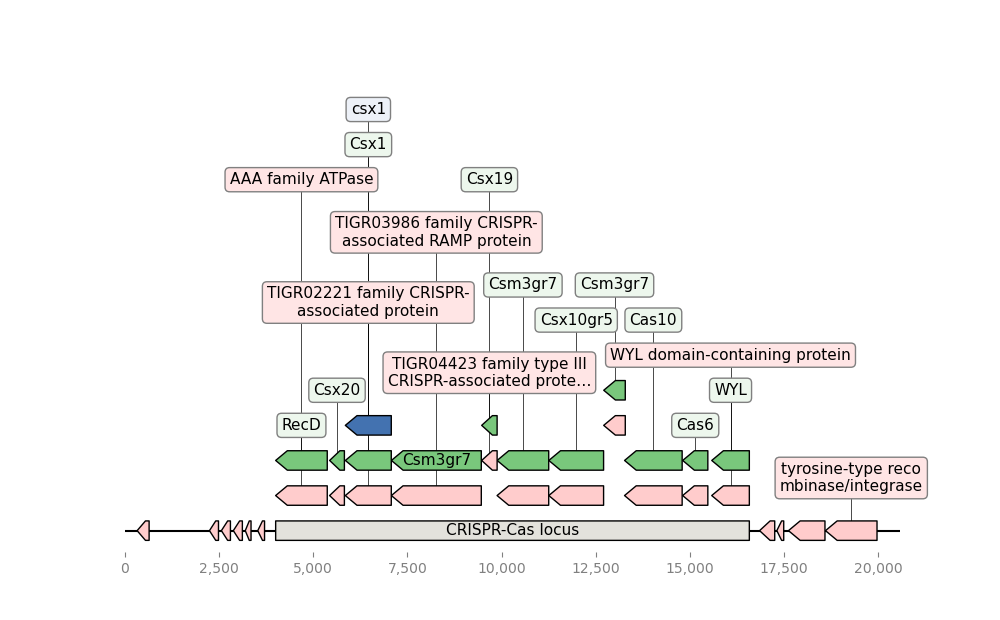 csx1
Csx1
AAA family ATPase
Csx19
TIGR03986 family CRISPR-
associated RAMP protein
Csm3gr7
Csm3gr7
TIGR02221 family CRISPR-
associated protein
Csx10gr5
Cas10
WYL domain-containing protein
TIGR04423 family type III
CRISPR-associated prote...
Csx20
WYL
RecD
Cas6
Csm3gr7
tyrosine-type reco
mbinase/integrase
CRISPR-Cas locus
0
2,500
5,000
7,500
10,000
12,500
15,000
17,500
20,000